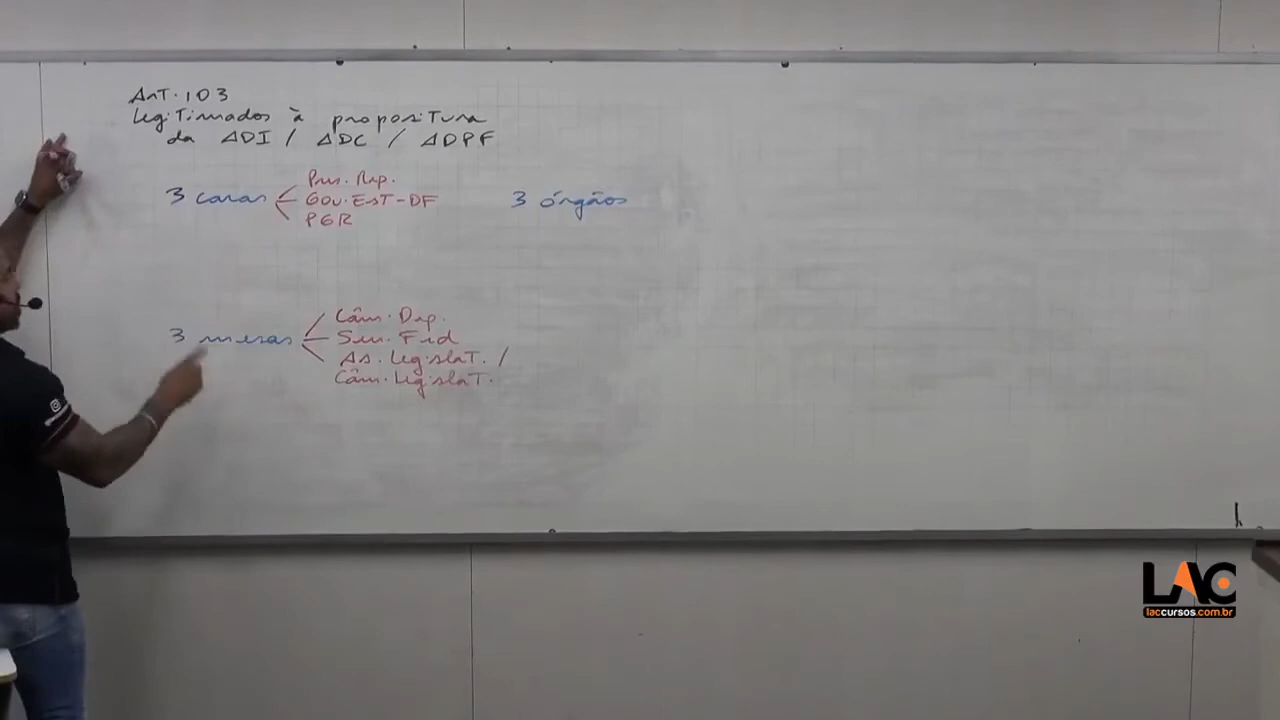 Art. 103
Legitimados à propositura
da ADI / ADC / ADPF
3 caras
Pres. Rep.
Gov. Est-DF
PGR
3 órgãos
3 mesas
Câm. Dep.
Sen. Fed
As. Legislat. /
Câm. Legislat.
LAC
laccursos.com.br